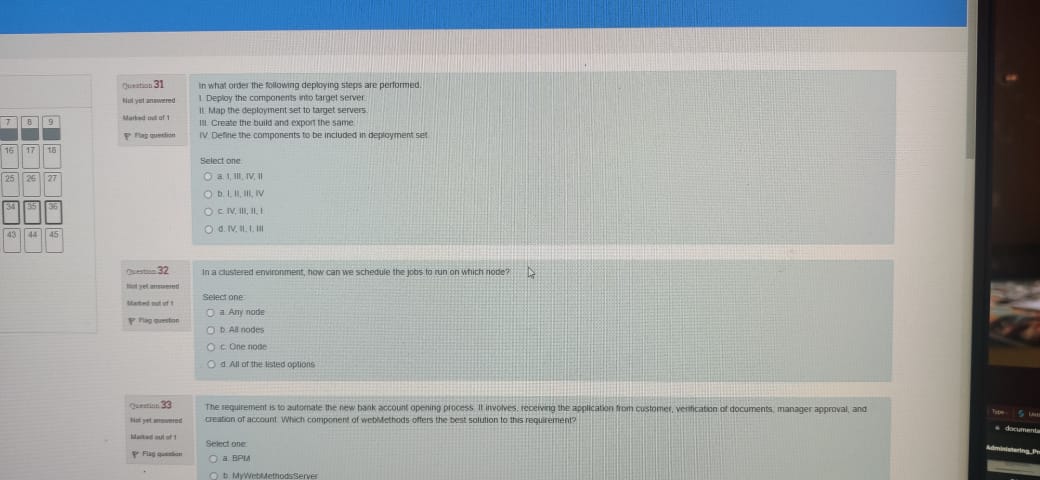 7 8 9
16 17 18
25 26 27
34 35 36
43 44 45
Question 31
Not yet answered
Marked out of 1
Flag question
In what order the following deploying steps are performed.
I. Deploy the components into target server
II. Map the deployment set to target servers.
III. Create the build and export the same.
IV. Define the components to be included in deployment set
Select one:
a. I, III, IV, II
b. I, II, III, IV
c. IV, III, II, I
d. IV, II, I, III
Question 32
Not yet answered
Marked out of 1
Flag question
In a clustered environment, how can we schedule the jobs to run on which node?
Select one:
a. Any node
b. All nodes
c. One node
d. All of the listed options
Question 33
Not yet answered
Marked out of 1
Flag question
The requirement is to automate the new bank account opening process. It involves, receiving the application from customer, verification of documents, manager approval, and
creation of account. Which component of webMethods offers the best solution to this requirement?
Select one:
a. BPM
b. MyWebMethodsServer
Type
documenta
Administering_Pr